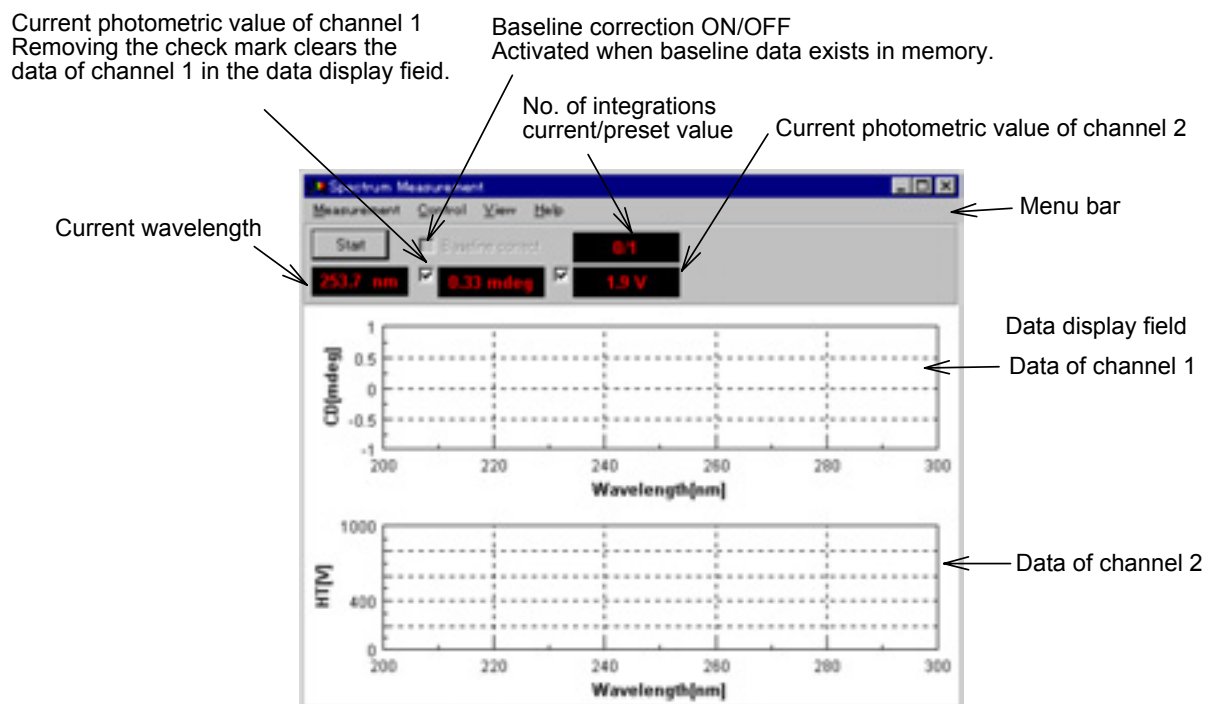 Current photometric value of channel 1
Removing the check mark clears the
data of channel 1 in the data display fieid.
Baseline correction ON/OFF
Activated when baseline data exists in memory.
No. of integrations
current/preset value
Current photometric value of channel 2
Spectrum Measurement
Measurement Control View Help
Menu bar
Current wavelength
Start Baseline correct 0/1
253.7 nm 0.33 mdeg 1.9 V
Data display field
Data of channel 1
CD[mdeg]
1
0.5
0
-0.5
-1
200 220 240 260 280 300
Wavelength[nm]
Data of channel 2
HT[V]
1000
400
0
200 220 240 260 280 300
Wavelength[nm]